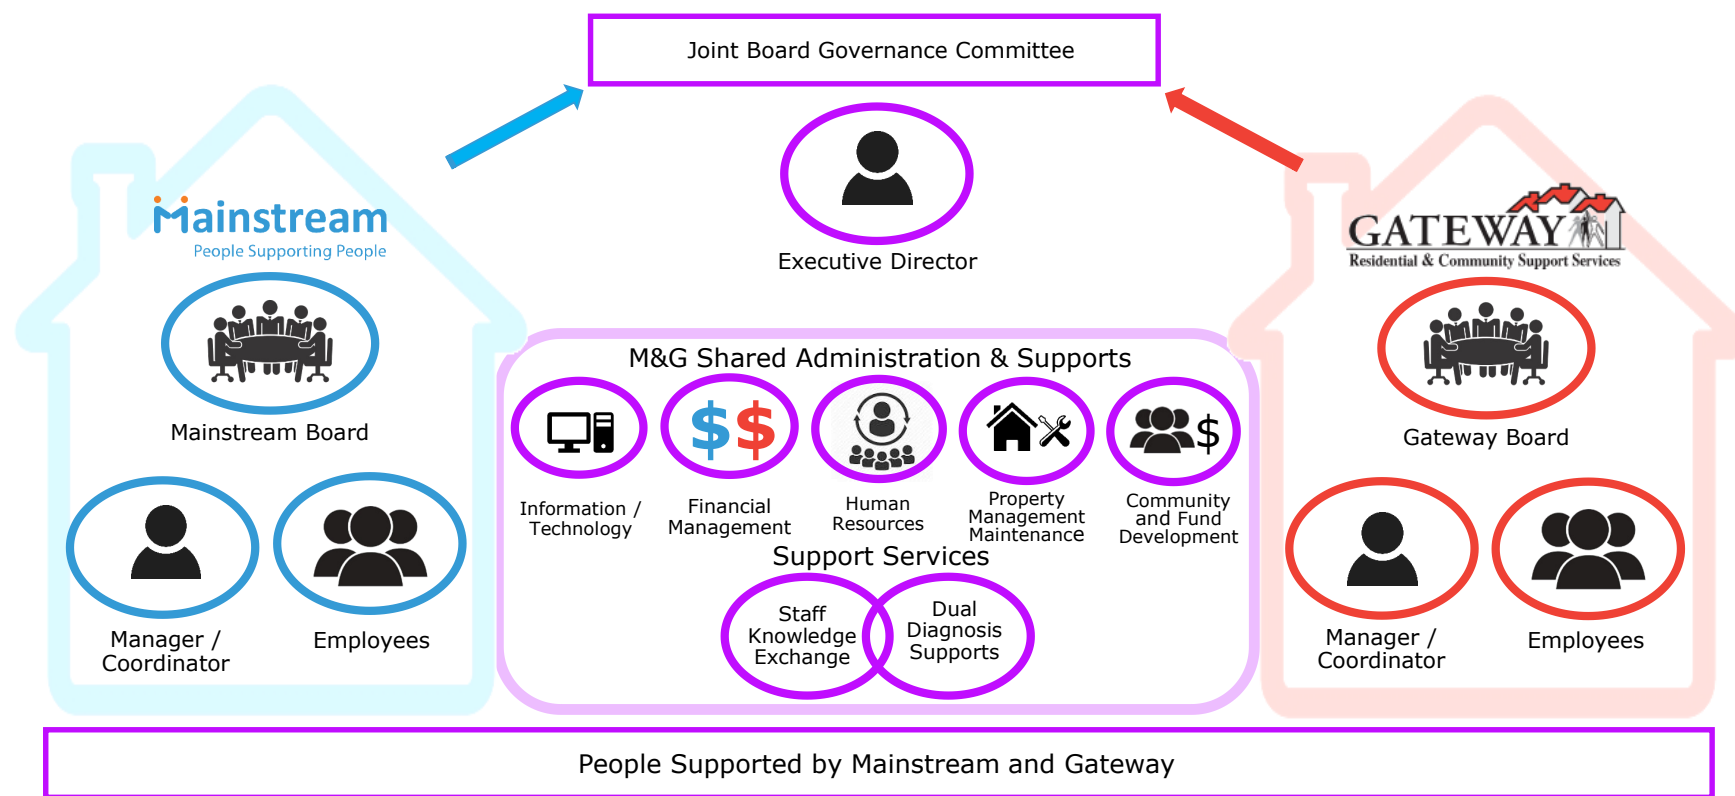 Joint Board Governance Committee
Executive Director
Mainstream
People Supporting People
Mainstream Board
Manager /
Coordinator
Employees
M&G Shared Administration & Supports
$$
$
Information /
Technology
Financial
Management
Human
Resources
Property
Management
Maintenance
Community
and Fund
Development
Support Services
Staff
Knowledge
Exchange
Dual
Diagnosis
Supports
GATEWAY
Residential & Community Support Services
Gateway Board
Manager /
Coordinator
Employees
People Supported by Mainstream and Gateway